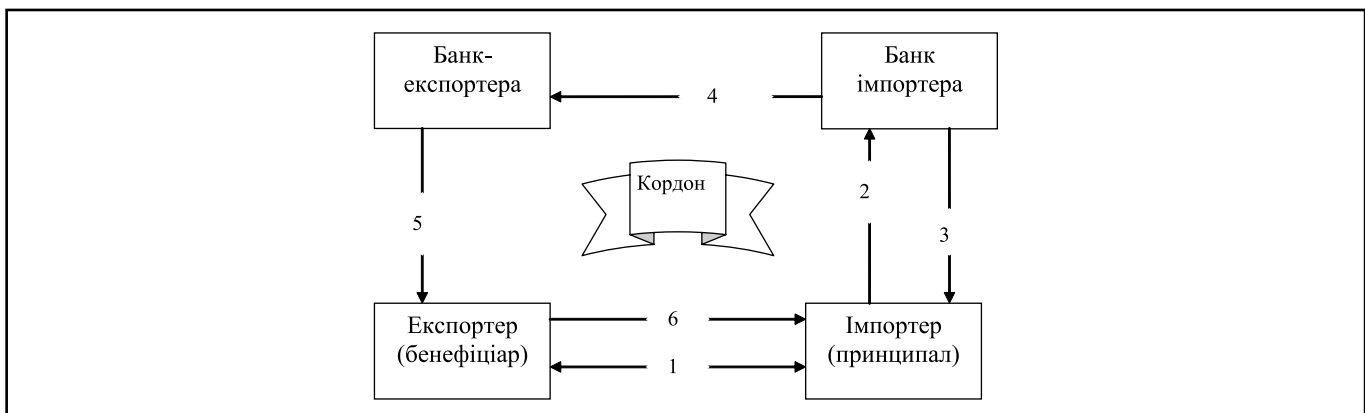 Банк-
експортера
Банк
імпортера
4
Кордон
2
5
3
Експортер
(бенефіціар)
6
Імпортер
(принципал)
1